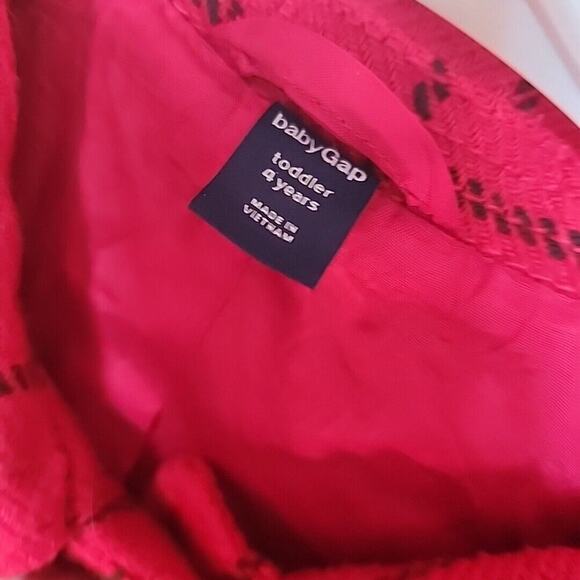 babyGap
toddler
4 years
MADE IN
VIETNAM